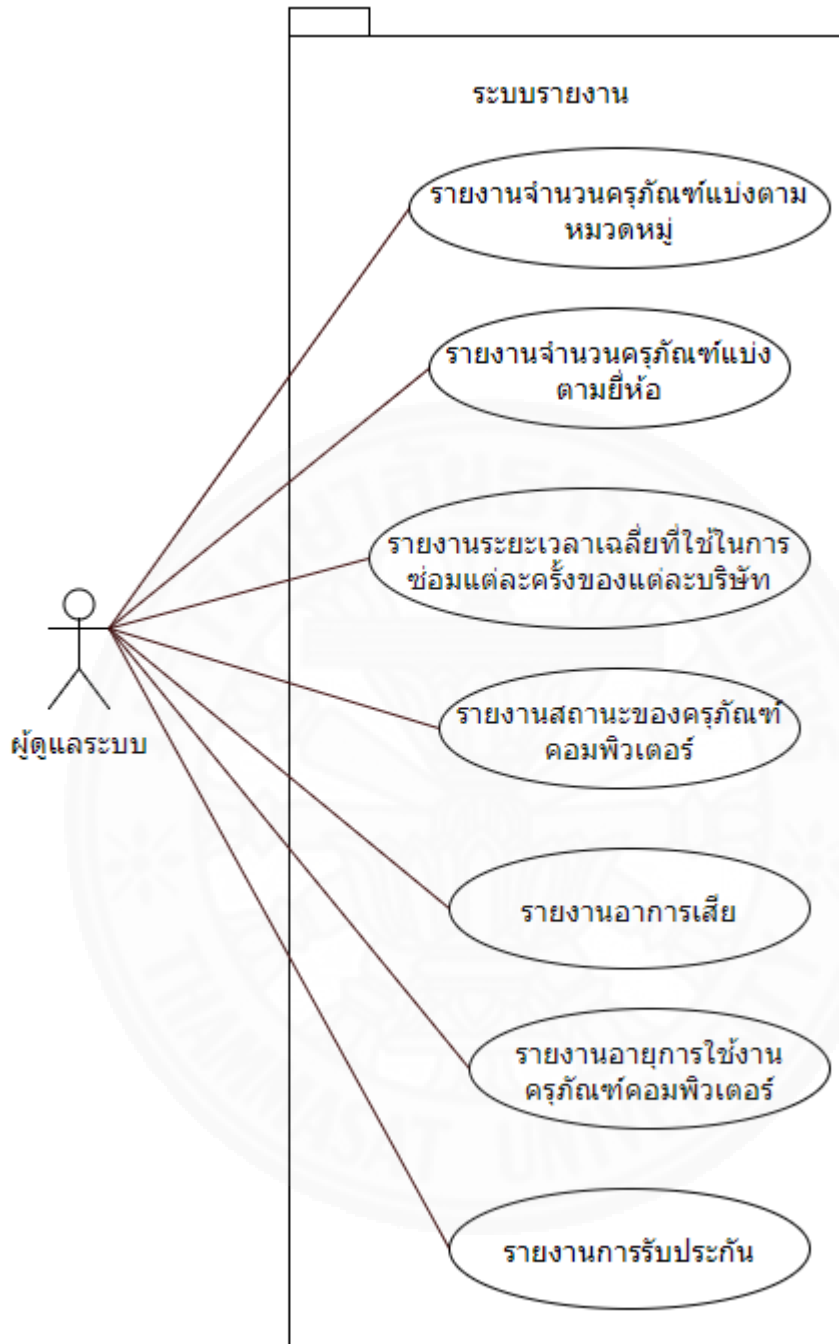 ระบบรายงาน
รายงานจำนวนครุภัณฑ์แบ่งตาม
หมวดหมู่
รายงานจำนวนครุภัณฑ์แบ่ง
ตามยี่ห้อ
รายงานระยะเวลาเฉลี่ยที่ใช้ในการ
ซ่อมแต่ละครั้งของแต่ละบริษัท
รายงานสถานะของครุภัณฑ์
คอมพิวเตอร์
ผู้ดูแลระบบ
รายงานอาการเสีย
รายงานอายุการใช้งาน
ครุภัณฑ์คอมพิวเตอร์
รายงานการรับประกัน